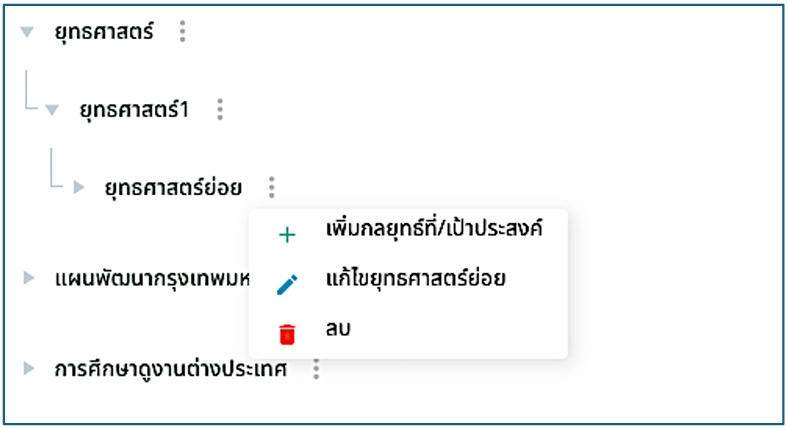 ยุทธศาสตร์
ยุทธศาสตร์1
ยุทธศาสตร์ย่อย
เพิ่มกลยุทธ์ที่/เป้าประสงค์
แผนพัฒนากรุงเทพมห
แก้ไขยุทธศาสตร์ย่อย
ลบ
การศึกษาดูงานต่างประเทศ